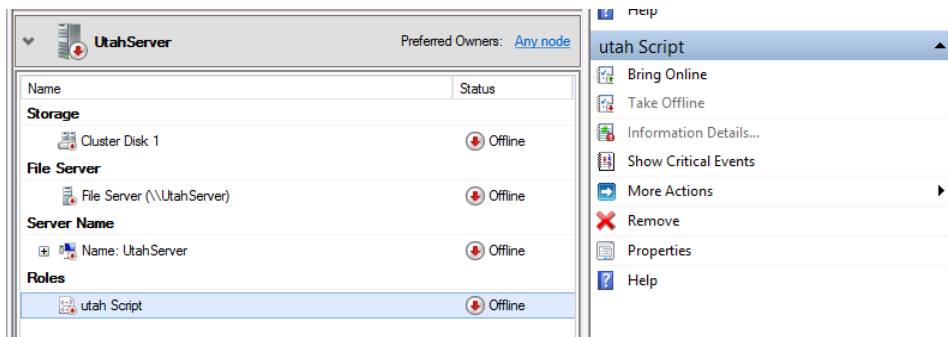 Help
UtahServer Preferred Owners: Any node
utah Script
Bring Online
Name Status
Take Offline
Storage
Cluster Disk 1 Offline
Information Details...
Show Critical Events
File Server
File Server (\\UtahServer) Offline
More Actions
Server Name
Remove
Name: UtahServer Offline
Properties
Roles
Help
utah Script Offline